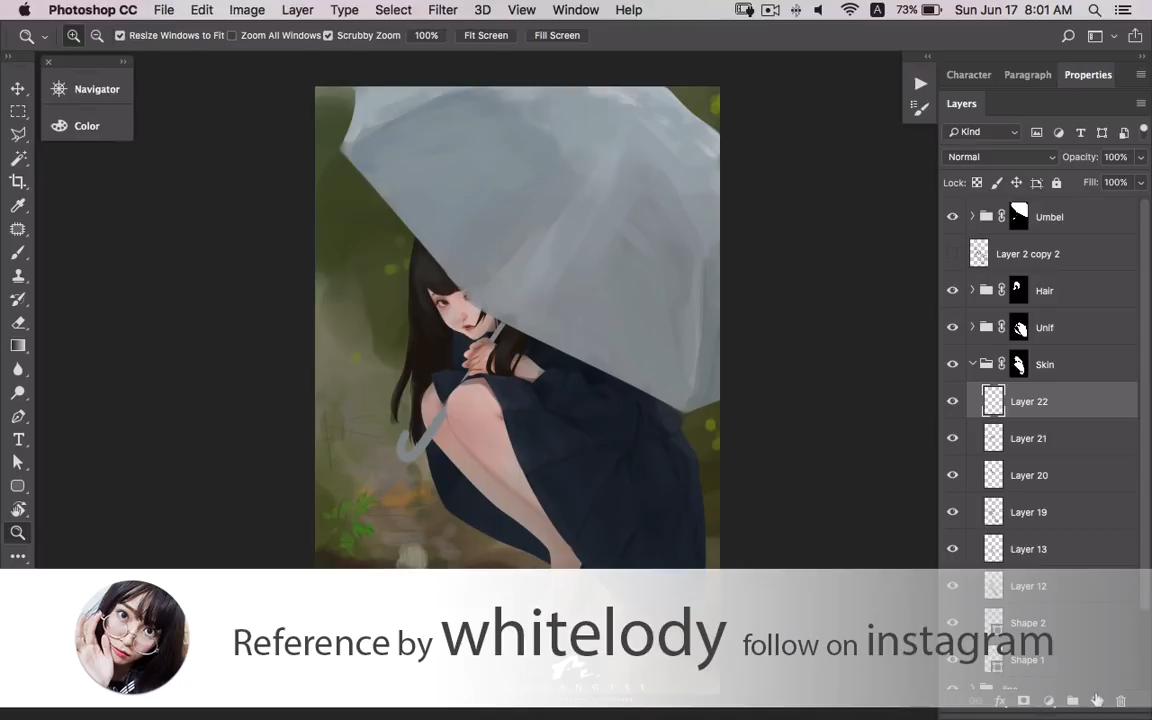 Photoshop CC File Edit Image Layer Type Select Filter 3D View Window Help A 73% Sun Jun 17 8:01 AM
Resize Windows to Fit Zoom All Windows Scrubby Zoom 100% Fit Screen Fill Screen
Navigator
Color
Character Paragraph Properties
Layers
Kind
Normal Opacity: 100%
Lock: Fill: 100%
Umbel
Layer 2 copy 2
Hair
Unif
Skin
Layer 22
Layer 21
Layer 20
Layer 19
Layer 13
Layer 12
Shape 2
Shape 1
Reference by whitelody follow on instagram